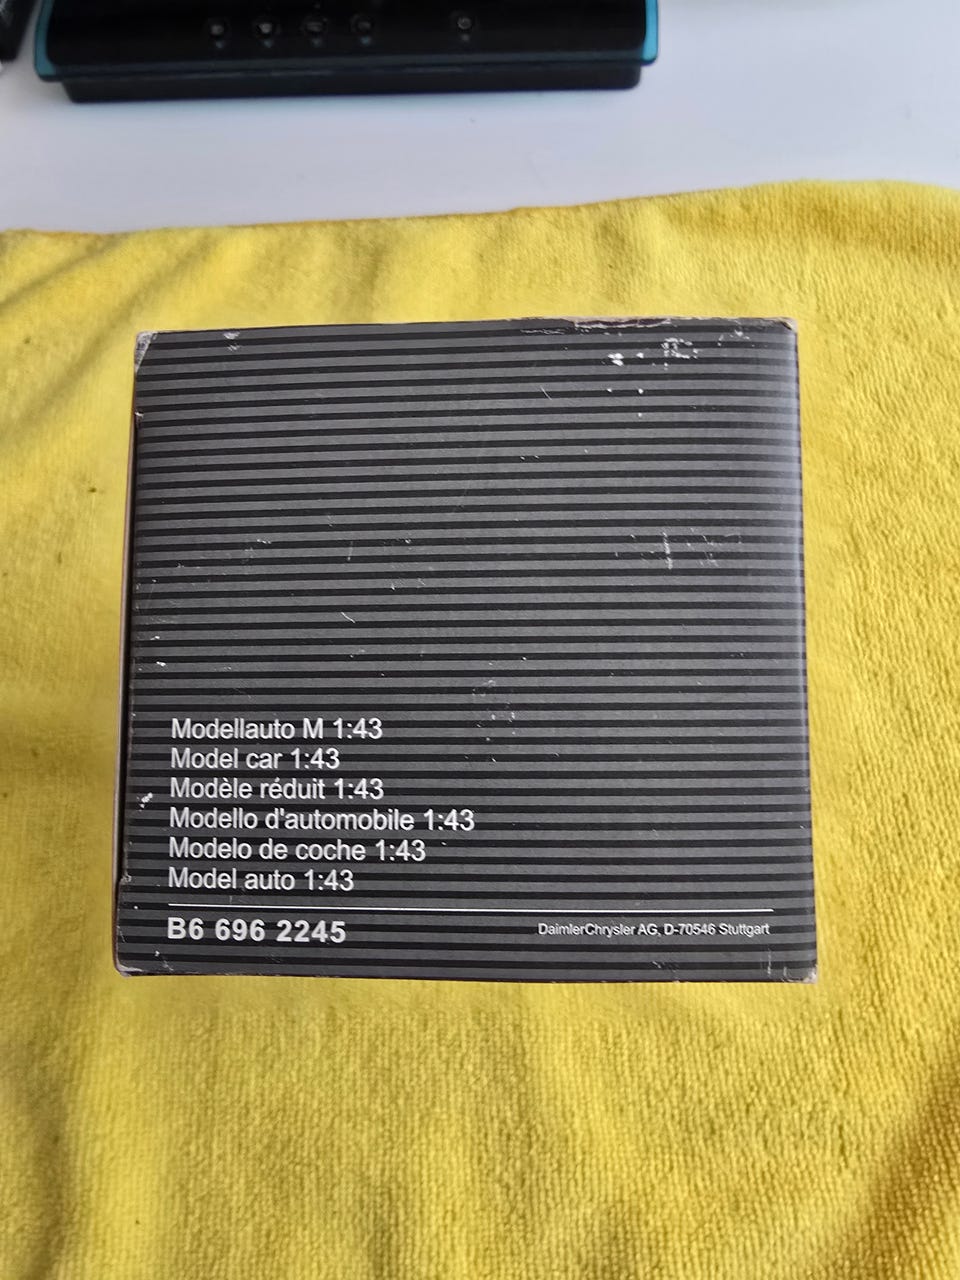 Modellauto M 1:43
Model car 1:43
Modèle réduit 1:43
Modello d'automobile 1:43
Modelo de coche 1:43
Model auto 1:43
B6 696 2245
DaimlerChrysler AG, D-70546 Stuttgart